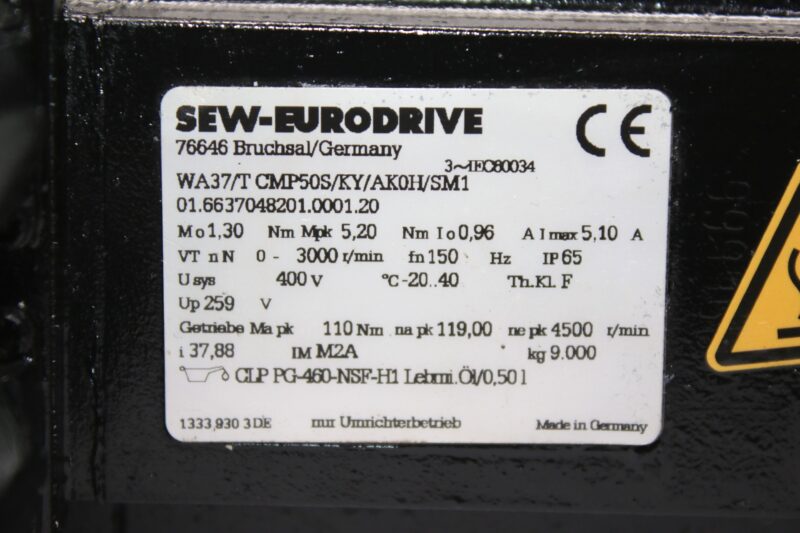 SEW-EURODRIVE
CE
76646 Bruchsal/Germany
3~IEC60034
WA37/T CMP50S/KY/AK0H/SM1
01.6637048201.0001.20
Mo 1,30 Nm Mpk 5,20 Nm Io 0,96 A Imax 5,10 A
VT nN 0 - 3000 r/min fn 150 Hz IP 65
Usys 400 V °C -20..40 Th.Kl. F
Up 259 V
Getriebe Ma pk 110 Nm na pk 119,00 ne pk 4500 r/min
i 37,88 IM M2A kg 9.000
CLP PG-460-NSF-H1 Lebmi.Öl/0,50 l
1333 930 3 DE nur Umrichterbetrieb Made in Germany